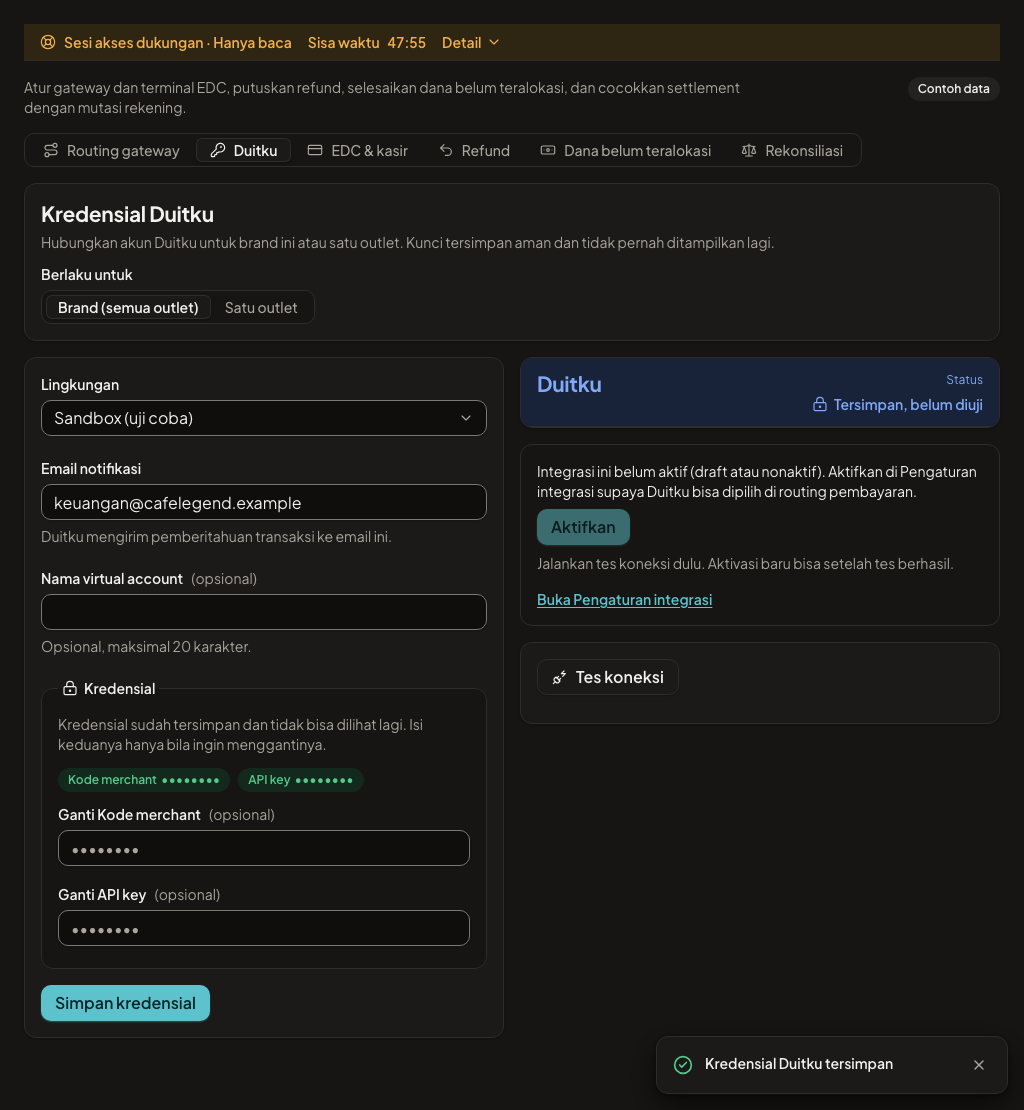 Sesi akses dukungan · Hanya baca Sisa waktu 47:55 Detail
Atur gateway dan terminal EDC, putuskan refund, selesaikan dana belum teralokasi, dan cocokkan settlement
dengan mutasi rekening.
Contoh data
Routing gateway Duitku EDC & kasir Refund Dana belum teralokasi Rekonsiliasi
Kredensial Duitku
Hubungkan akun Duitku untuk brand ini atau satu outlet. Kunci tersimpan aman dan tidak pernah ditampilkan lagi.
Berlaku untuk
Brand (semua outlet) Satu outlet
Lingkungan
Sandbox (uji coba)
Email notifikasi
keuangan@cafelegend.example
Duitku mengirim pemberitahuan transaksi ke email ini.
Nama virtual account (opsional)
Opsional, maksimal 20 karakter.
Kredensial
Kredensial sudah tersimpan dan tidak bisa dilihat lagi. Isi
keduanya hanya bila ingin menggantinya.
Kode merchant •••••••• API key ••••••••
Ganti Kode merchant (opsional)
••••••••
Ganti API key (opsional)
••••••••
Simpan kredensial
Duitku
Status
Tersimpan, belum diuji
Integrasi ini belum aktif (draft atau nonaktif). Aktifkan di Pengaturan
integrasi supaya Duitku bisa dipilih di routing pembayaran.
Aktifkan
Jalankan tes koneksi dulu. Aktivasi baru bisa setelah tes berhasil.
Buka Pengaturan integrasi
Tes koneksi
Kredensial Duitku tersimpan